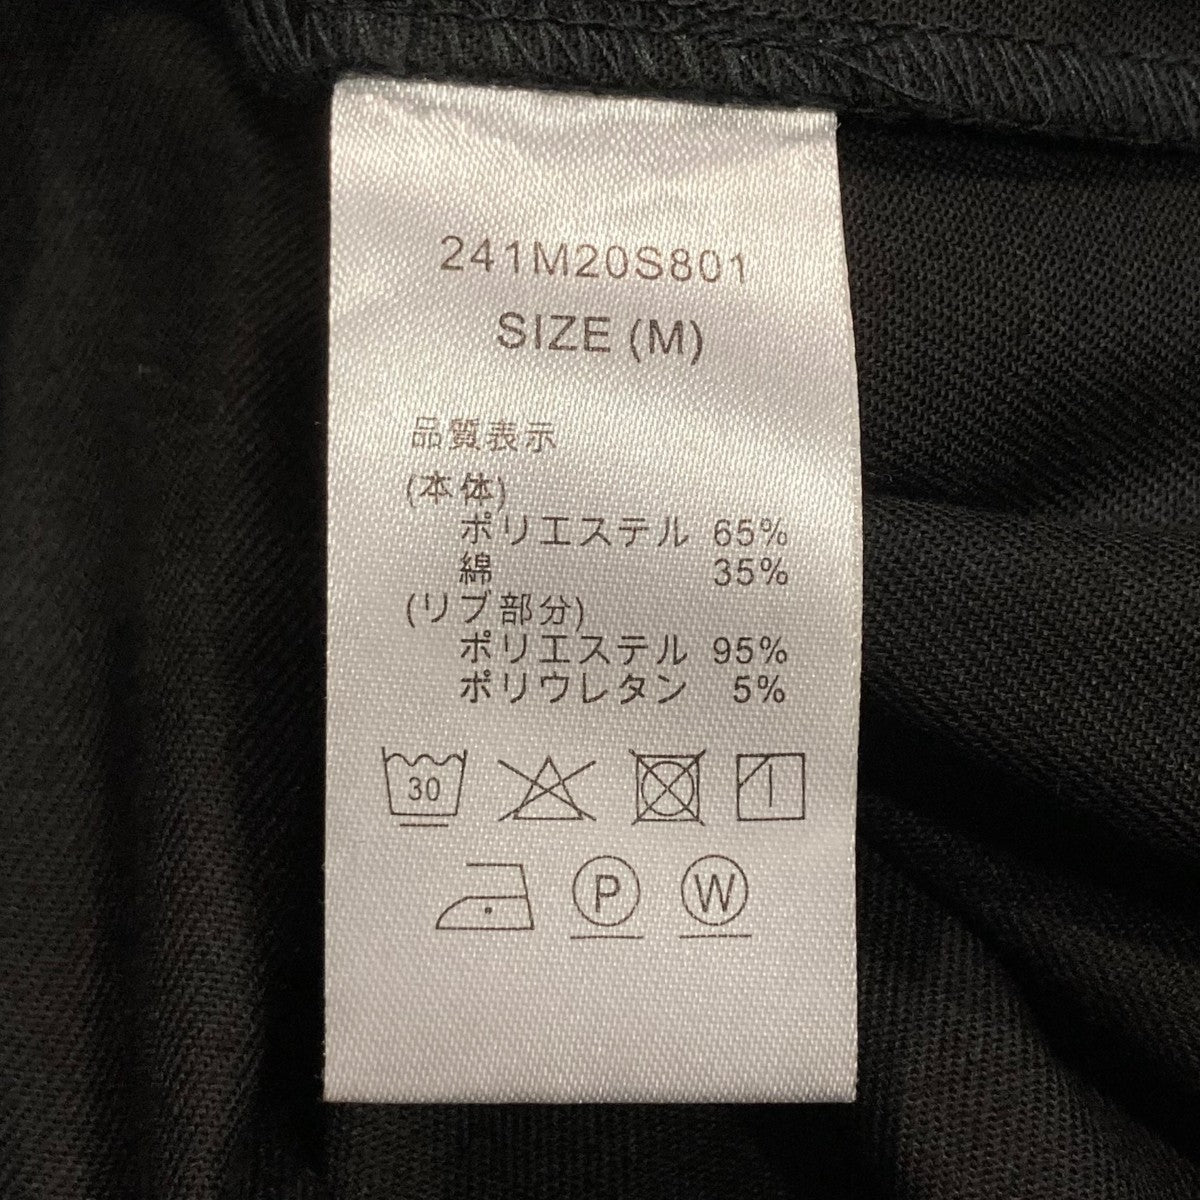 241M20S801
SIZE (M)
品質表示
(本体)
ポリエステル 65%
綿 35%
(リブ部分)
ポリエステル 95%
ポリウレタン 5%
30
P W